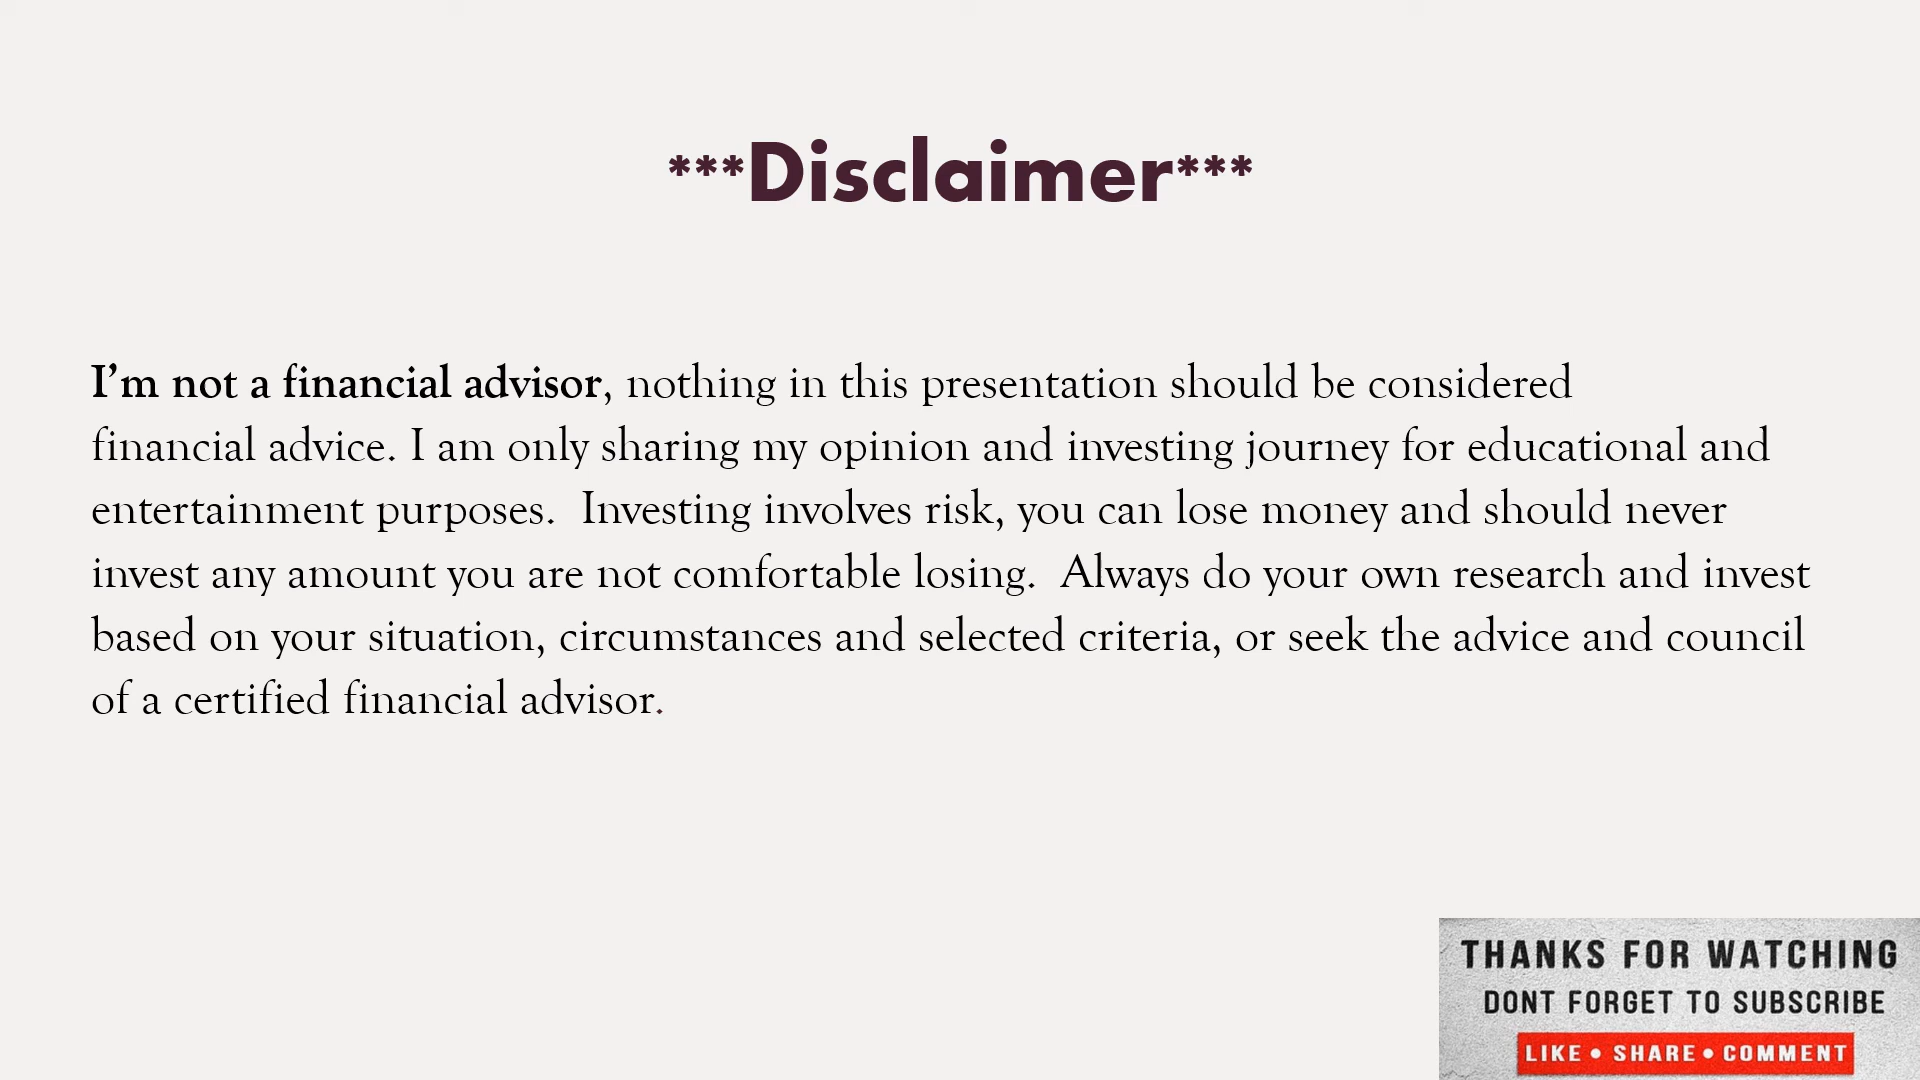 ***Disclaimer***
I’m not a financial advisor, nothing in this presentation should be considered
financial advice. I am only sharing my opinion and investing journey for educational and
entertainment purposes.  Investing involves risk, you can lose money and should never
invest any amount you are not comfortable losing.  Always do your own research and invest
based on your situation, circumstances and selected criteria, or seek the advice and council
of a certified financial advisor.
THANKS FOR WATCHING
DONT FORGET TO SUBSCRIBE
LIKE • SHARE • COMMENT